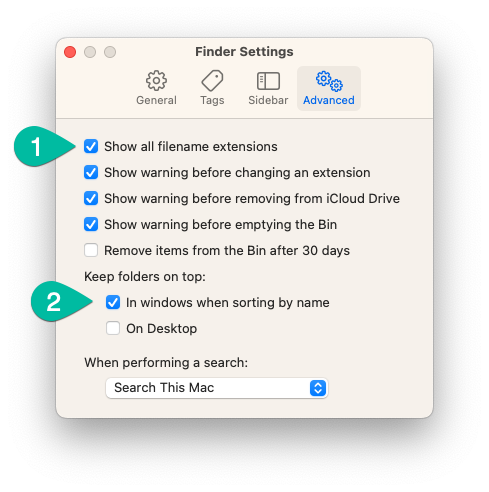 Finder Settings
General Tags Sidebar Advanced
1 Show all filename extensions
Show warning before changing an extension
Show warning before removing from iCloud Drive
Show warning before emptying the Bin
Remove items from the Bin after 30 days
Keep folders on top:
2 In windows when sorting by name
On Desktop
When performing a search:
Search This Mac